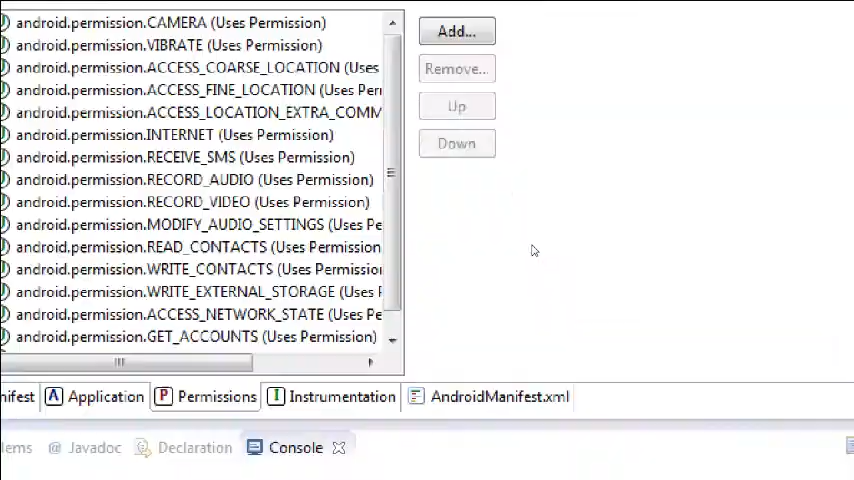 android.permission.CAMERA (Uses Permission)
android.permission.VIBRATE (Uses Permission)
android.permission.ACCESS_COARSE_LOCATION (Uses
android.permission.ACCESS_FINE_LOCATION (Uses Per
android.permission.ACCESS_LOCATION_EXTRA_COMM
android.permission.INTERNET (Uses Permission)
android.permission.RECEIVE_SMS (Uses Permission)
android.permission.RECORD_AUDIO (Uses Permission)
android.permission.RECORD_VIDEO (Uses Permission)
android.permission.MODIFY_AUDIO_SETTINGS (Uses Pe
android.permission.READ_CONTACTS (Uses Permission
android.permission.WRITE_CONTACTS (Uses Permission
android.permission.WRITE_EXTERNAL_STORAGE (Uses P
android.permission.ACCESS_NETWORK_STATE (Uses Pe
android.permission.GET_ACCOUNTS (Uses Permission)
Add...
Remove...
Up
Down
nifest A Application P Permissions I Instrumentation AndroidManifest.xml
lems @ Javadoc Declaration Console